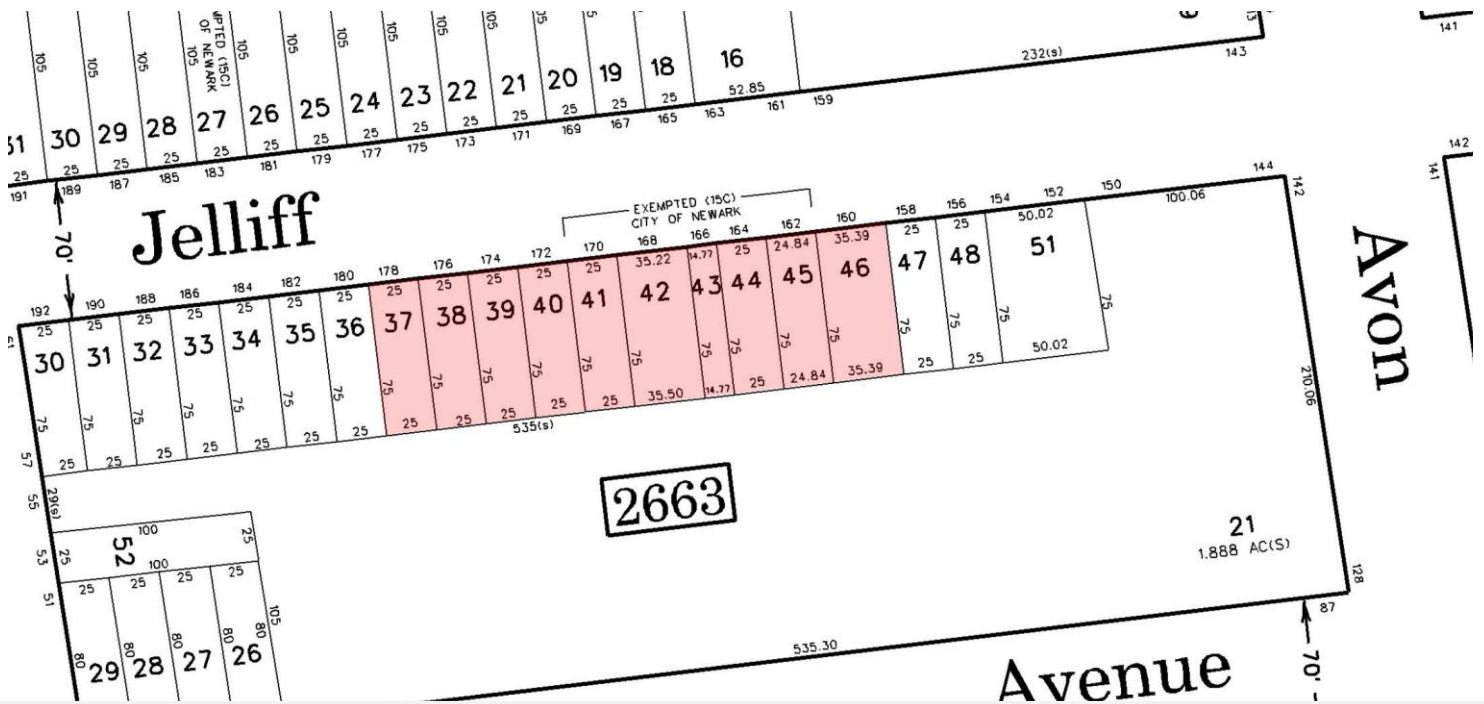 105 105 105 105 105 105 105 105 105 105
EXEMPTED (15C)
OF NEWARK
30 29 28 27 26 25 24 23 22 21 20 19 18 16
25 25 25 25 25 25 25 25 25 25 25 25 25 25 52.85
191 189 187 185 183 181 179 177 175 173 171 169 167 165 163 161 159
232(s)
143
141
142
141
Jelliff
70'
EXEMPTED (15C)
CITY OF NEWARK
192 190 188 186 184 182 180 178 176 174 172 170 168 166 164 162 160 158 156 154 152 150 144
142
25 25 25 25 25 25 25 25 25 25 25 25 35.22 14.77 25 24.84 35.39 25 25 50.02 100.06
30 31 32 33 34 35 36 37 38 39 40 41 42 43 44 45 46 47 48 51
75 75 75 75 75 75 75 75 75 75 75 75 75 75 75 75 75 75 75
25 25 25 25 25 25 25 25 25 25 25 25 35.50 14.77 25 24.84 35.39 25 25 50.02
535(s)
Avon
210.06
57
55
29(s)
53
51
100
52
25
25
100
2663
21
1.888 AC(S)
25 25 25 25
105
80 80 80 80 80
29 28 27 26
535.30
128
87
70'
Avenue